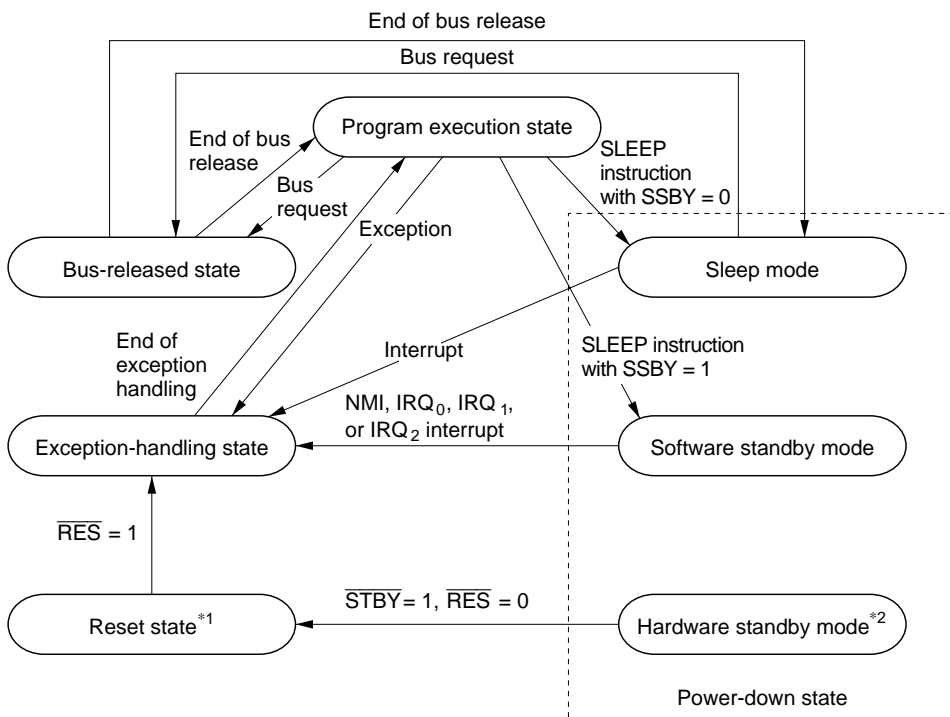 End of bus release
Bus request
Program execution state
End of bus
release
SLEEP
instruction
with SSBY = 0
Bus
request
Exception
Bus-released state
Sleep mode
End of
exception
handling
Interrupt
SLEEP instruction
with SSBY = 1
NMI, IRQ₀, IRQ₁,
or IRQ₂ interrupt
Exception-handling state
Software standby mode
R̅E̅S̅ = 1
S̅T̅B̅Y̅ = 1, R̅E̅S̅ = 0
Reset state*1
Hardware standby mode*2
Power-down state